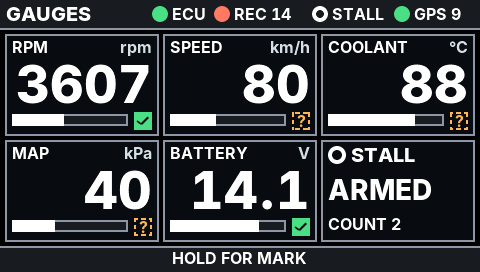 GAUGES ECU REC 14 STALL GPS 9
RPM rpm
3607
SPEED km/h
80
?
COOLANT °C
88
?
MAP kPa
40
?
BATTERY V
14.1
STALL
ARMED
COUNT 2
HOLD FOR MARK